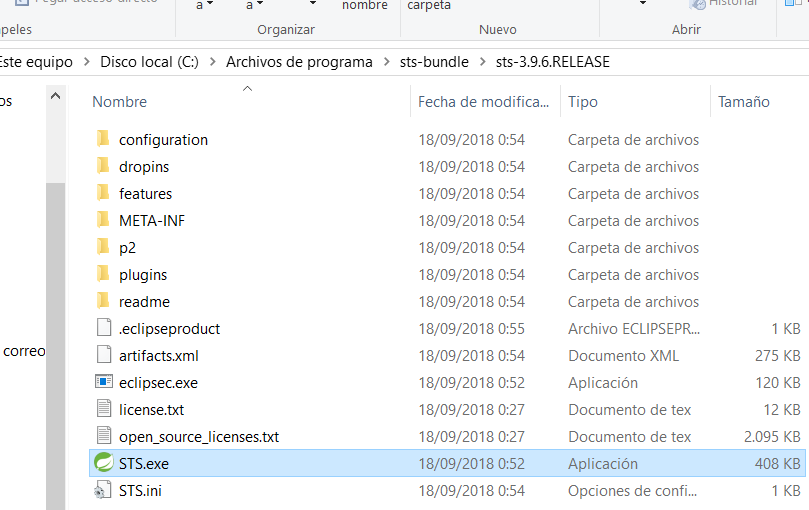 Pegar acceso directo
a
a
nombre
carpeta
Historial
apeles
Organizar
Nuevo
Abrir
Este equipo > Disco local (C:) > Archivos de programa > sts-bundle > sts-3.9.6.RELEASE
os
Nombre Fecha de modifica... Tipo Tamaño
configuration 18/09/2018 0:54 Carpeta de archivos
dropins 18/09/2018 0:54 Carpeta de archivos
features 18/09/2018 0:54 Carpeta de archivos
META-INF 18/09/2018 0:54 Carpeta de archivos
p2 18/09/2018 0:54 Carpeta de archivos
plugins 18/09/2018 0:54 Carpeta de archivos
readme 18/09/2018 0:54 Carpeta de archivos
.eclipseproduct 18/09/2018 0:55 Archivo ECLIPSEPR... 1 KB
correo
artifacts.xml 18/09/2018 0:54 Documento XML 275 KB
eclipsec.exe 18/09/2018 0:52 Aplicación 120 KB
license.txt 18/09/2018 0:27 Documento de tex 12 KB
open_source_licenses.txt 18/09/2018 0:27 Documento de tex 2.095 KB
STS.exe 18/09/2018 0:52 Aplicación 408 KB
STS.ini 18/09/2018 0:54 Opciones de confi... 1 KB